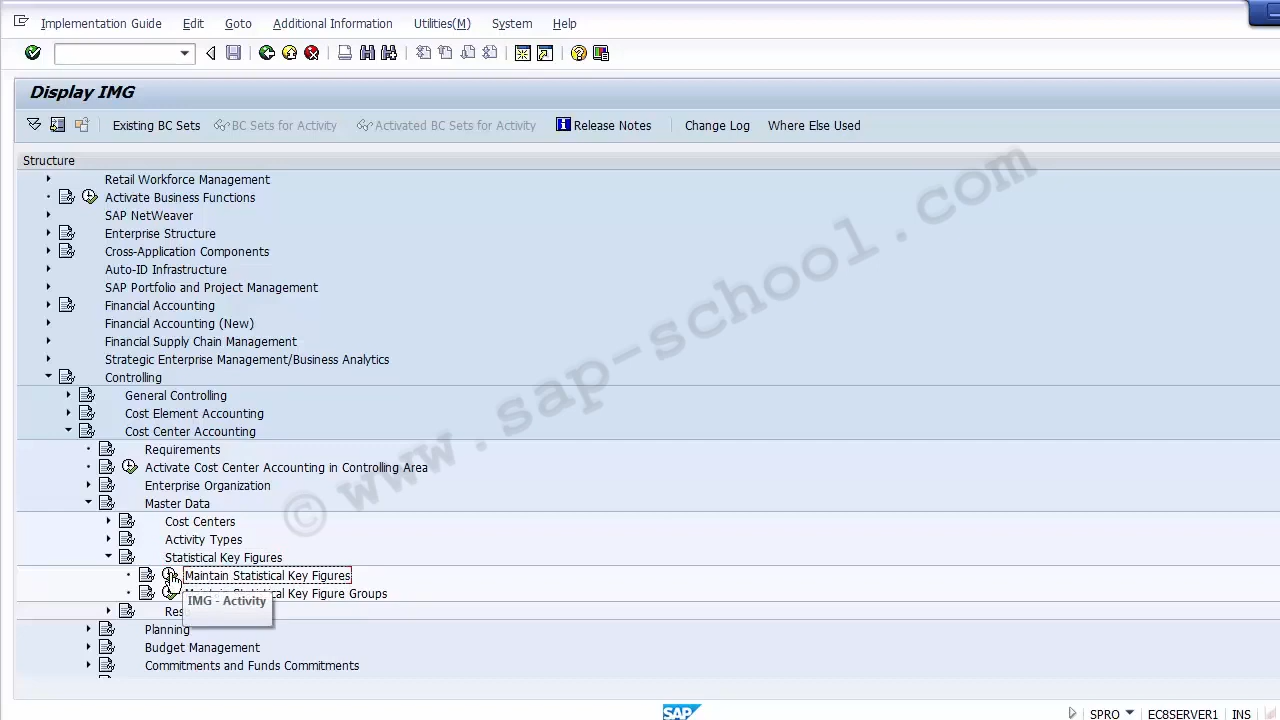 Implementation Guide Edit Goto Additional Information Utilities(M) System Help
Display IMG
Existing BC Sets BC Sets for Activity Activated BC Sets for Activity Release Notes Change Log Where Else Used
Structure
Retail Workforce Management
Activate Business Functions
SAP NetWeaver
Enterprise Structure
Cross-Application Components
Auto-ID Infrastructure
SAP Portfolio and Project Management
Financial Accounting
Financial Accounting (New)
Financial Supply Chain Management
Strategic Enterprise Management/Business Analytics
Controlling
General Controlling
Cost Element Accounting
Cost Center Accounting
Requirements
Activate Cost Center Accounting in Controlling Area
Enterprise Organization
Master Data
Cost Centers
Activity Types
Statistical Key Figures
Maintain Statistical Key Figures
Maintain Statistical Key Figure Groups
IMG - Activity
Planning
Budget Management
Commitments and Funds Commitments
© www.sap-school.com
SAP SPRO EC8SERVER1 INS